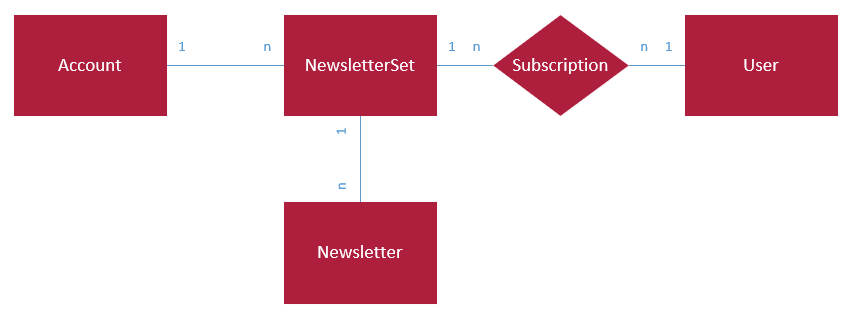 Account
1
n
NewsletterSet
1
n
Subscription
n
1
User
1
n
Newsletter